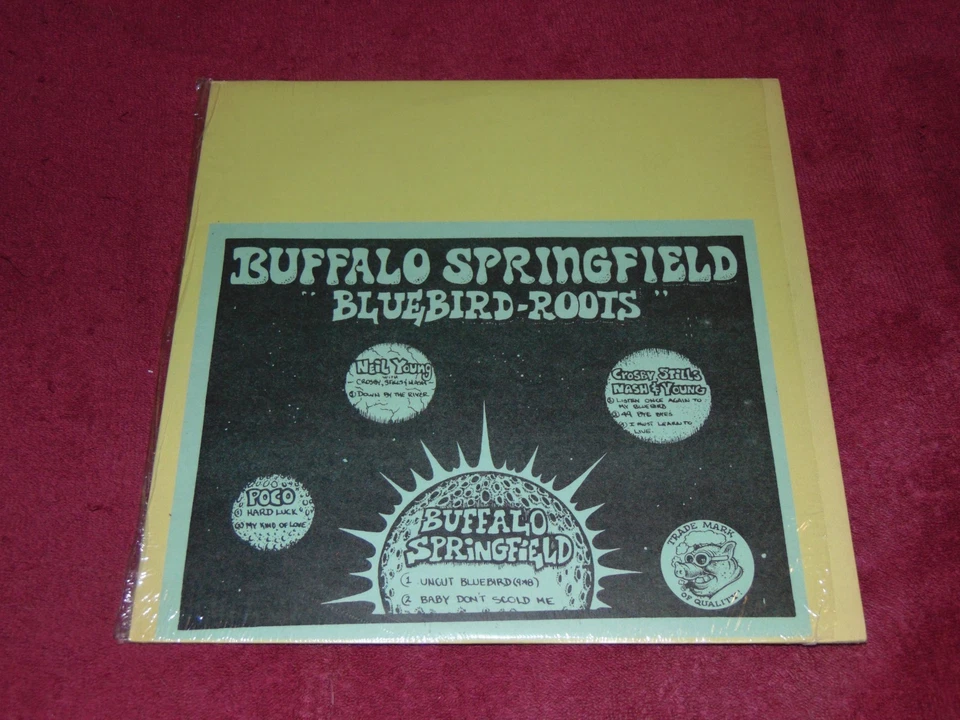 BUFFALO SPRINGFIELD
"BLUEBIRD-ROOTS"
NEIL YOUNG
WITH
CROSBY, STILLS & NASH
① DOWN BY THE RIVER
CROSBY, STILLS
NASH & YOUNG
① LISTEN ONCE AGAIN TO
MY BLUEBIRD
② 49 BYE BYES
③ I MUST LEARN TO
LIVE
POCO
① HARD LUCK
② MY KIND OF LOVE
BUFFALO
SPRINGFIELD
① UNCUT BLUEBIRD
② BABY DON'T SCOLD ME
TRADE MARK
OF QUALITY